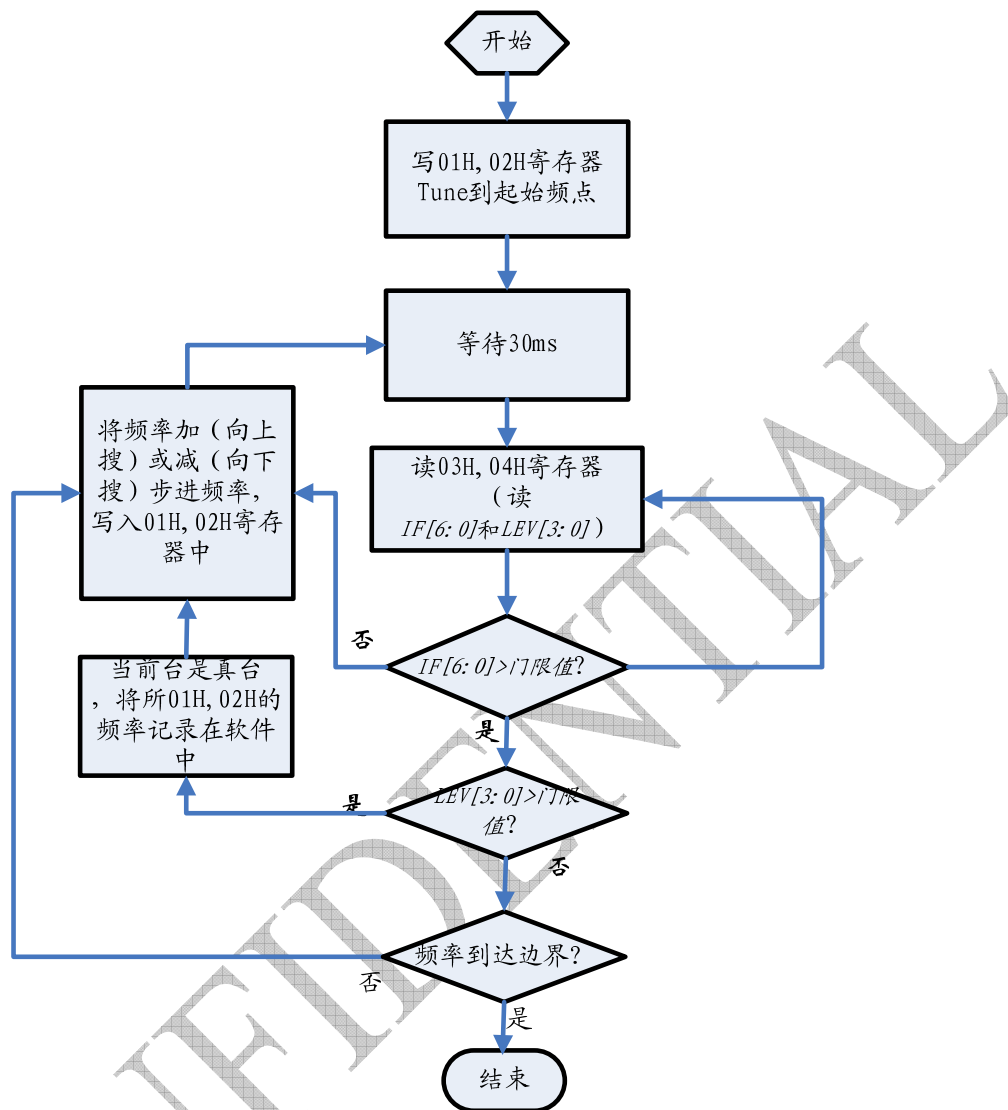 开始
写01H,02H寄存器
Tune到起始频点
等待30ms
将频率加（向上
搜）或减（向下
搜）步进频率，
写入01H,02H寄存
器中
读03H,04H寄存器
（读
IF[6:0]和LEV[3:0]）
否
IF[6:0]>门限值?
当前台是真台
，将所01H,02H的
频率记录在软件
中
是
是
LEV[3:0]>门限
值?
否
频率到达边界?
否
是
结束
FIDENTIAL